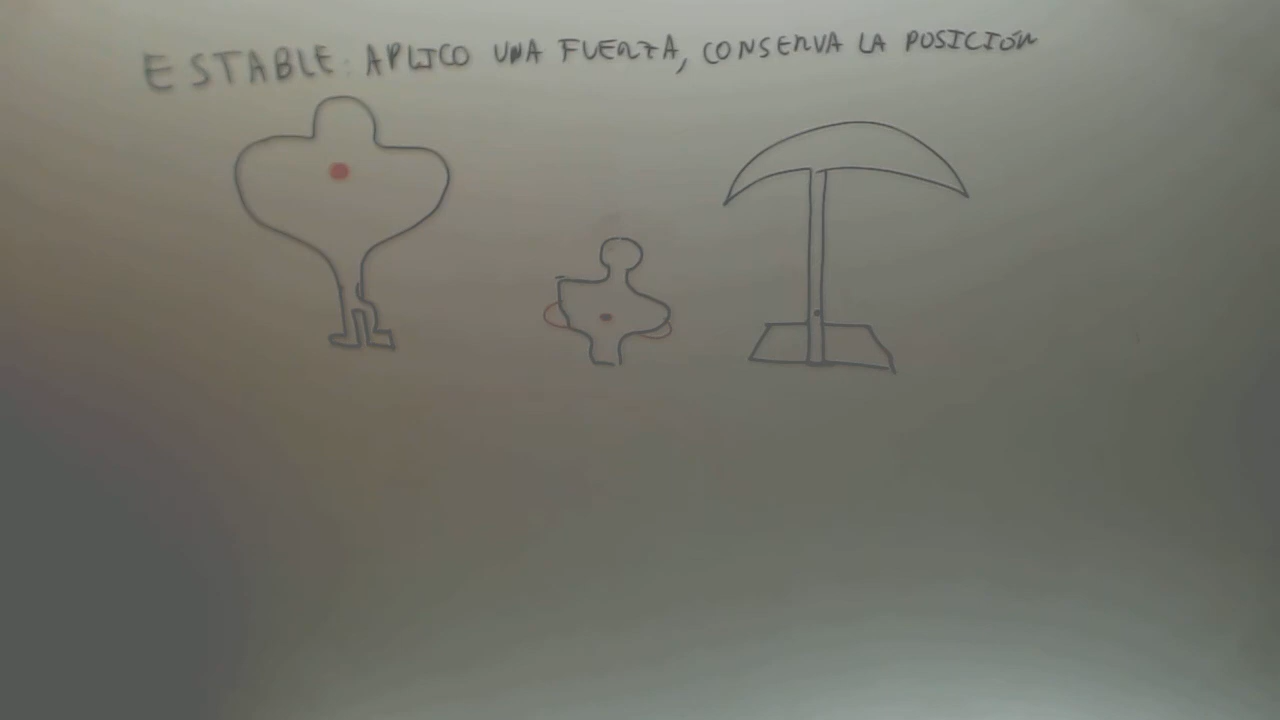 ESTABLE: APLICO UNA FUERZA, CONSERVA LA POSICIÓN